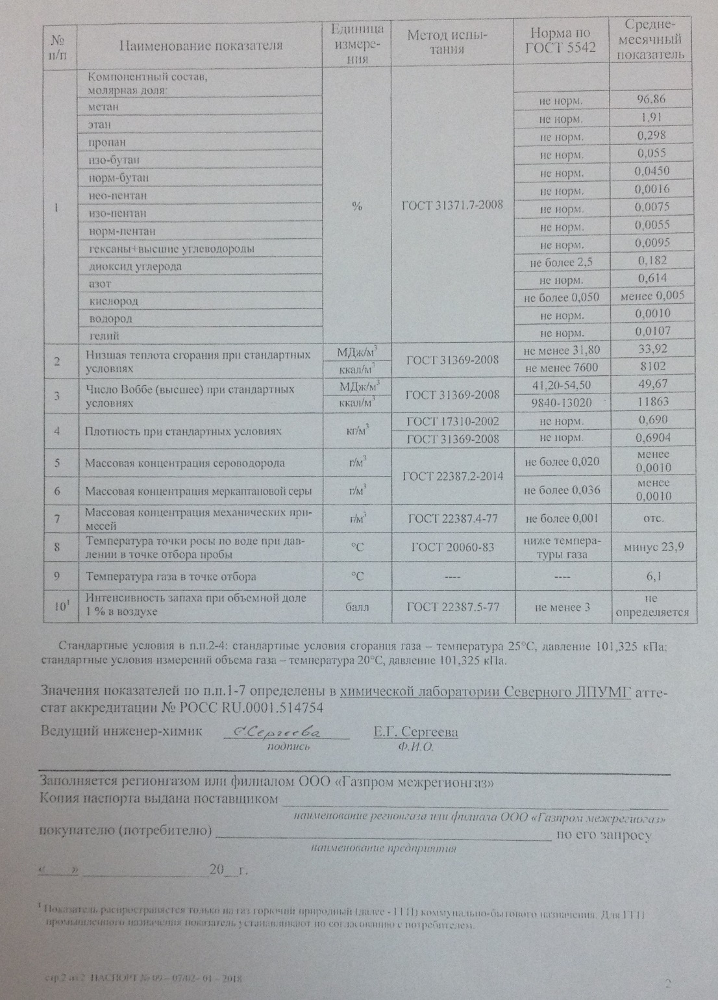 № п/п
Наименование показателя
Единица измере-
ния
Метод испы-
тания
Норма по ГОСТ 5542
Средне-
месячный показатель
1
Компонентный состав,
молярная доля:
%
ГОСТ 31371.7-2008
метан не норм. 96,86
этан не норм. 1,91
пропан не норм. 0,298
изо-бутан не норм. 0,055
норм-бутан не норм. 0,0450
нео-пентан не норм. 0,0016
изо-пентан не норм. 0.0075
норм-пентан не норм. 0,0055
гексаны+высшие углеводороды не норм. 0,0095
диоксид углерода не более 2,5 0,182
азот не норм. 0,614
кислород не более 0,050 менее 0,005
водород не норм. 0,0010
гелий не норм. 0,0107
2 Низшая теплота сгорания при стандартных
условиях
МДж/м³ ГОСТ 31369-2008 не менее 31,80 33,92
ккал/м³ не менее 7600 8102
3 Число Воббе (высшее) при стандартных
условиях
МДж/м³ ГОСТ 31369-2008 41,20-54,50 49,67
ккал/м³ 9840-13020 11863
4 Плотность при стандартных условиях кг/м³
ГОСТ 17310-2002 не норм. 0,690
ГОСТ 31369-2008 не норм. 0,6904
5 Массовая концентрация сероводорода г/м³ ГОСТ 22387.2-2014 не более 0,020 менее
0,0010
6 Массовая концентрация меркаптановой серы г/м³ не более 0,036 менее
0,0010
7 Массовая концентрация механических при-
месей
г/м³ ГОСТ 22387.4-77 не более 0,001 отс.
8 Температура точки росы по воде при дав-
лении в точке отбора пробы
°С ГОСТ 20060-83 ниже темпера-
туры газа
минус 23,9
9 Температура газа в точке отбора °С ---- ---- 6,1
10¹ Интенсивность запаха при объемной доле
1 % в воздухе
балл ГОСТ 22387.5-77 не менее 3 не
определяется
Стандартные условия в п.п.2-4: стандартные условия сгорания газа – температура 25°С, давление 101,325 кПа;
стандартные условия измерений объема газа – температура 20°С, давление 101,325 кПа.
Значения показателей по п.п.1-7 определены в химической лаборатории Северного ЛПУМГ атте-
стат аккредитации № РОСС RU.0001.514754
Ведущий инженер-химик Е.Сергеева Е.Г. Сергеева
подпись Ф.И.О.
Заполняется регионгазом или филиалом ООО «Газпром межрегионгаз»
Копия паспорта выдана поставщиком
наименование регионгаза или филиала ООО «Газпром межрегионгаз»
покупателю (потребителю) по его запросу
наименование предприятия
«___» 20__г.
¹ Показатель распространяется только на газ горючий природный (далее - ГГП) коммунально-бытового назначения. Для ГГП
промышленного назначения показатель устанавливают по согласованию с потребителем.
стр.2 из 2 ПАСПОРТ № 09 – 07/02- 01 - 2018
2